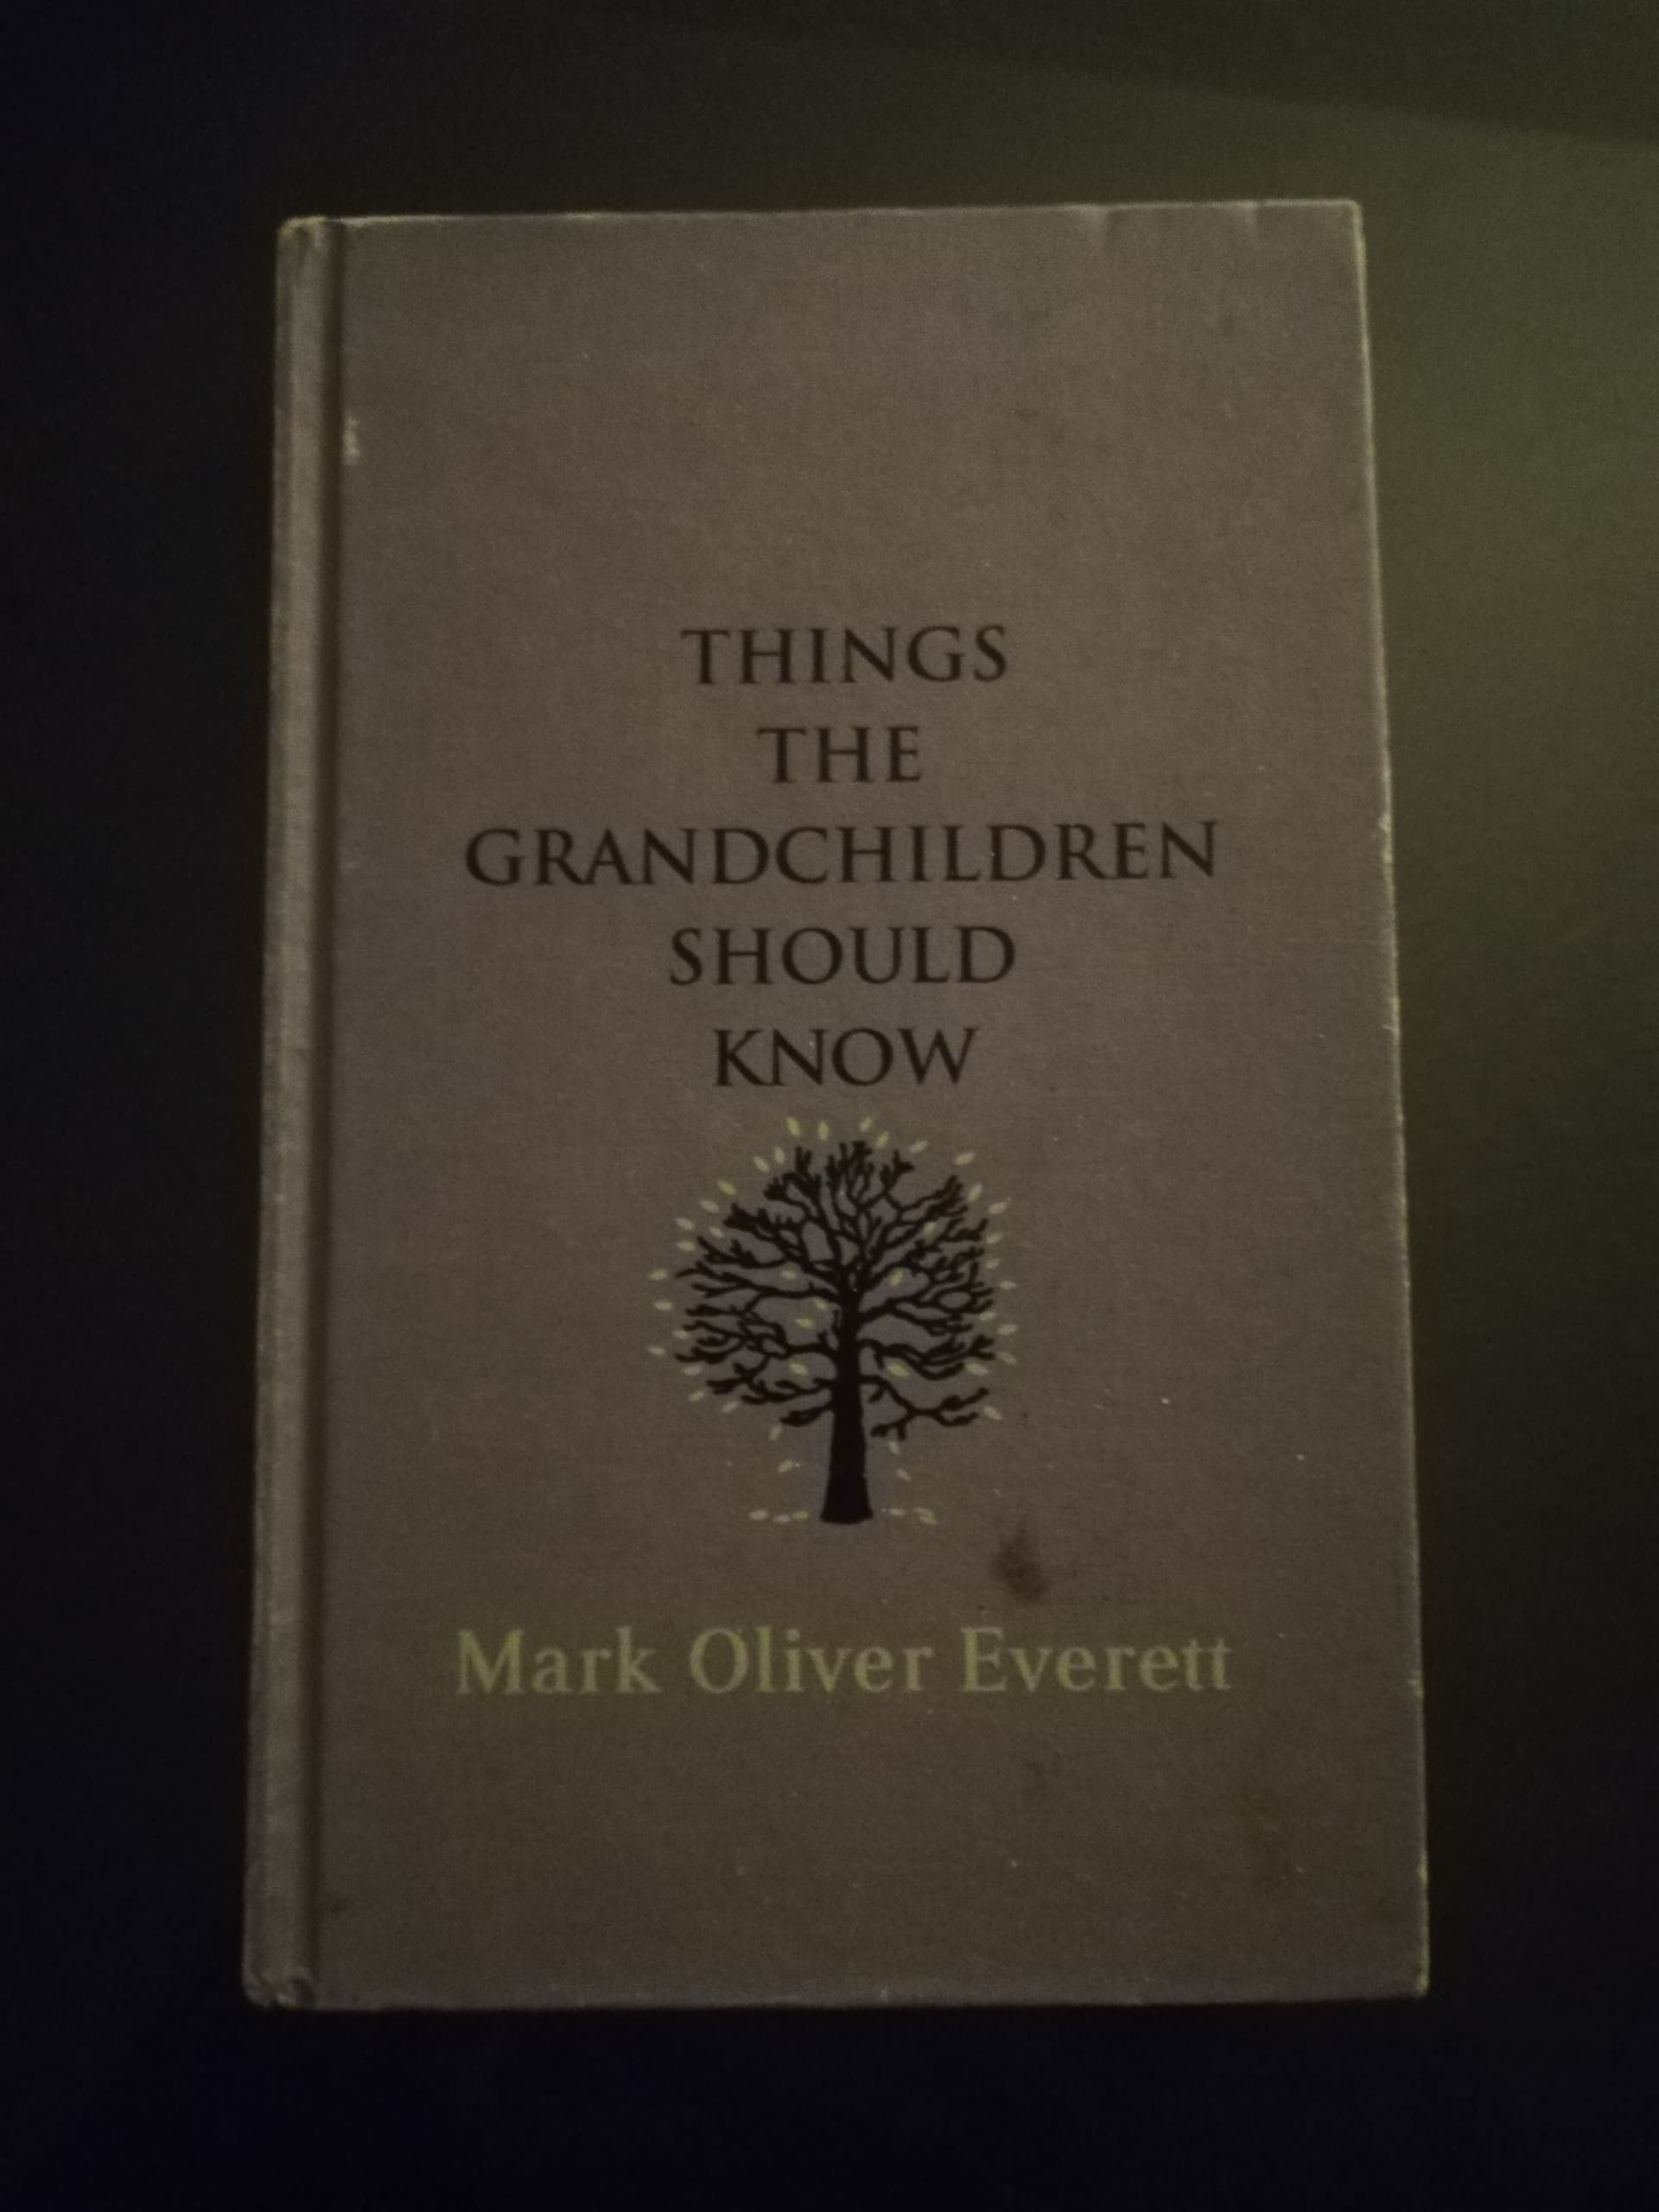 THINGS
THE
GRANDCHILDREN
SHOULD
KNOW
Mark Oliver Everett